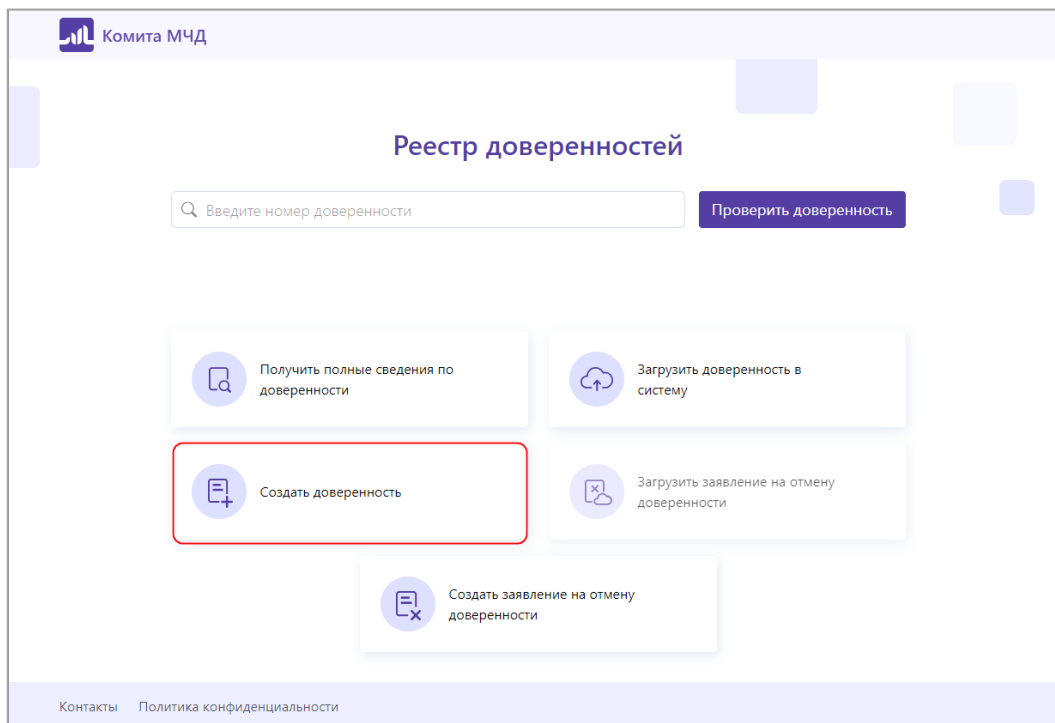 Комита МЧД
Реестр доверенностей
Введите номер доверенности
Проверить доверенность
Получить полные сведения по
доверенности
Загрузить доверенность в
систему
Создать доверенность
Загрузить заявление на отмену
доверенности
Создать заявление на отмену
доверенности
Контакты
Политика конфиденциальности